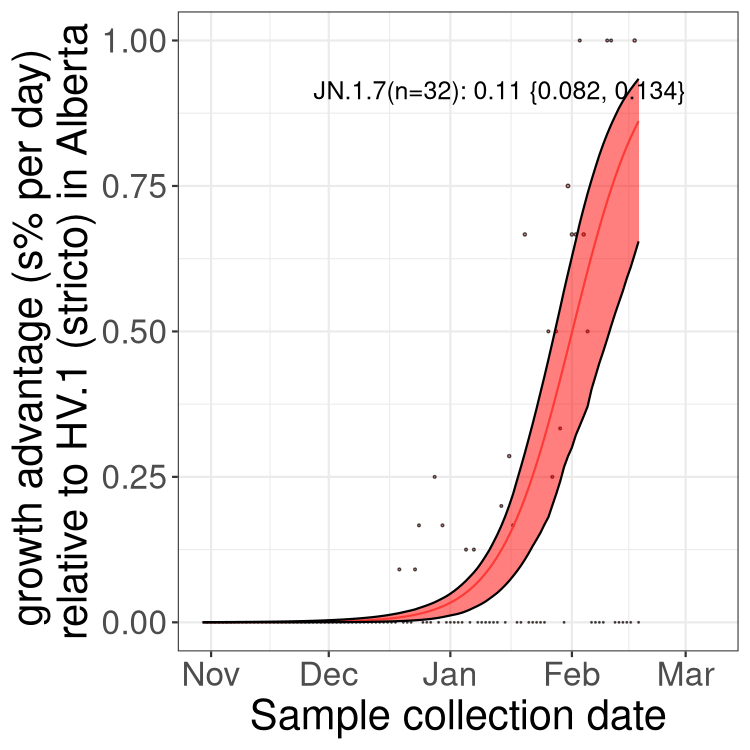 growth advantage (s% per day)
relative to HV.1 (stricto) in Alberta
1.00
0.75
0.50
0.25
0.00
JN.1.7(n=32): 0.11 {0.082, 0.134}
Nov Dec Jan Feb Mar
Sample collection date